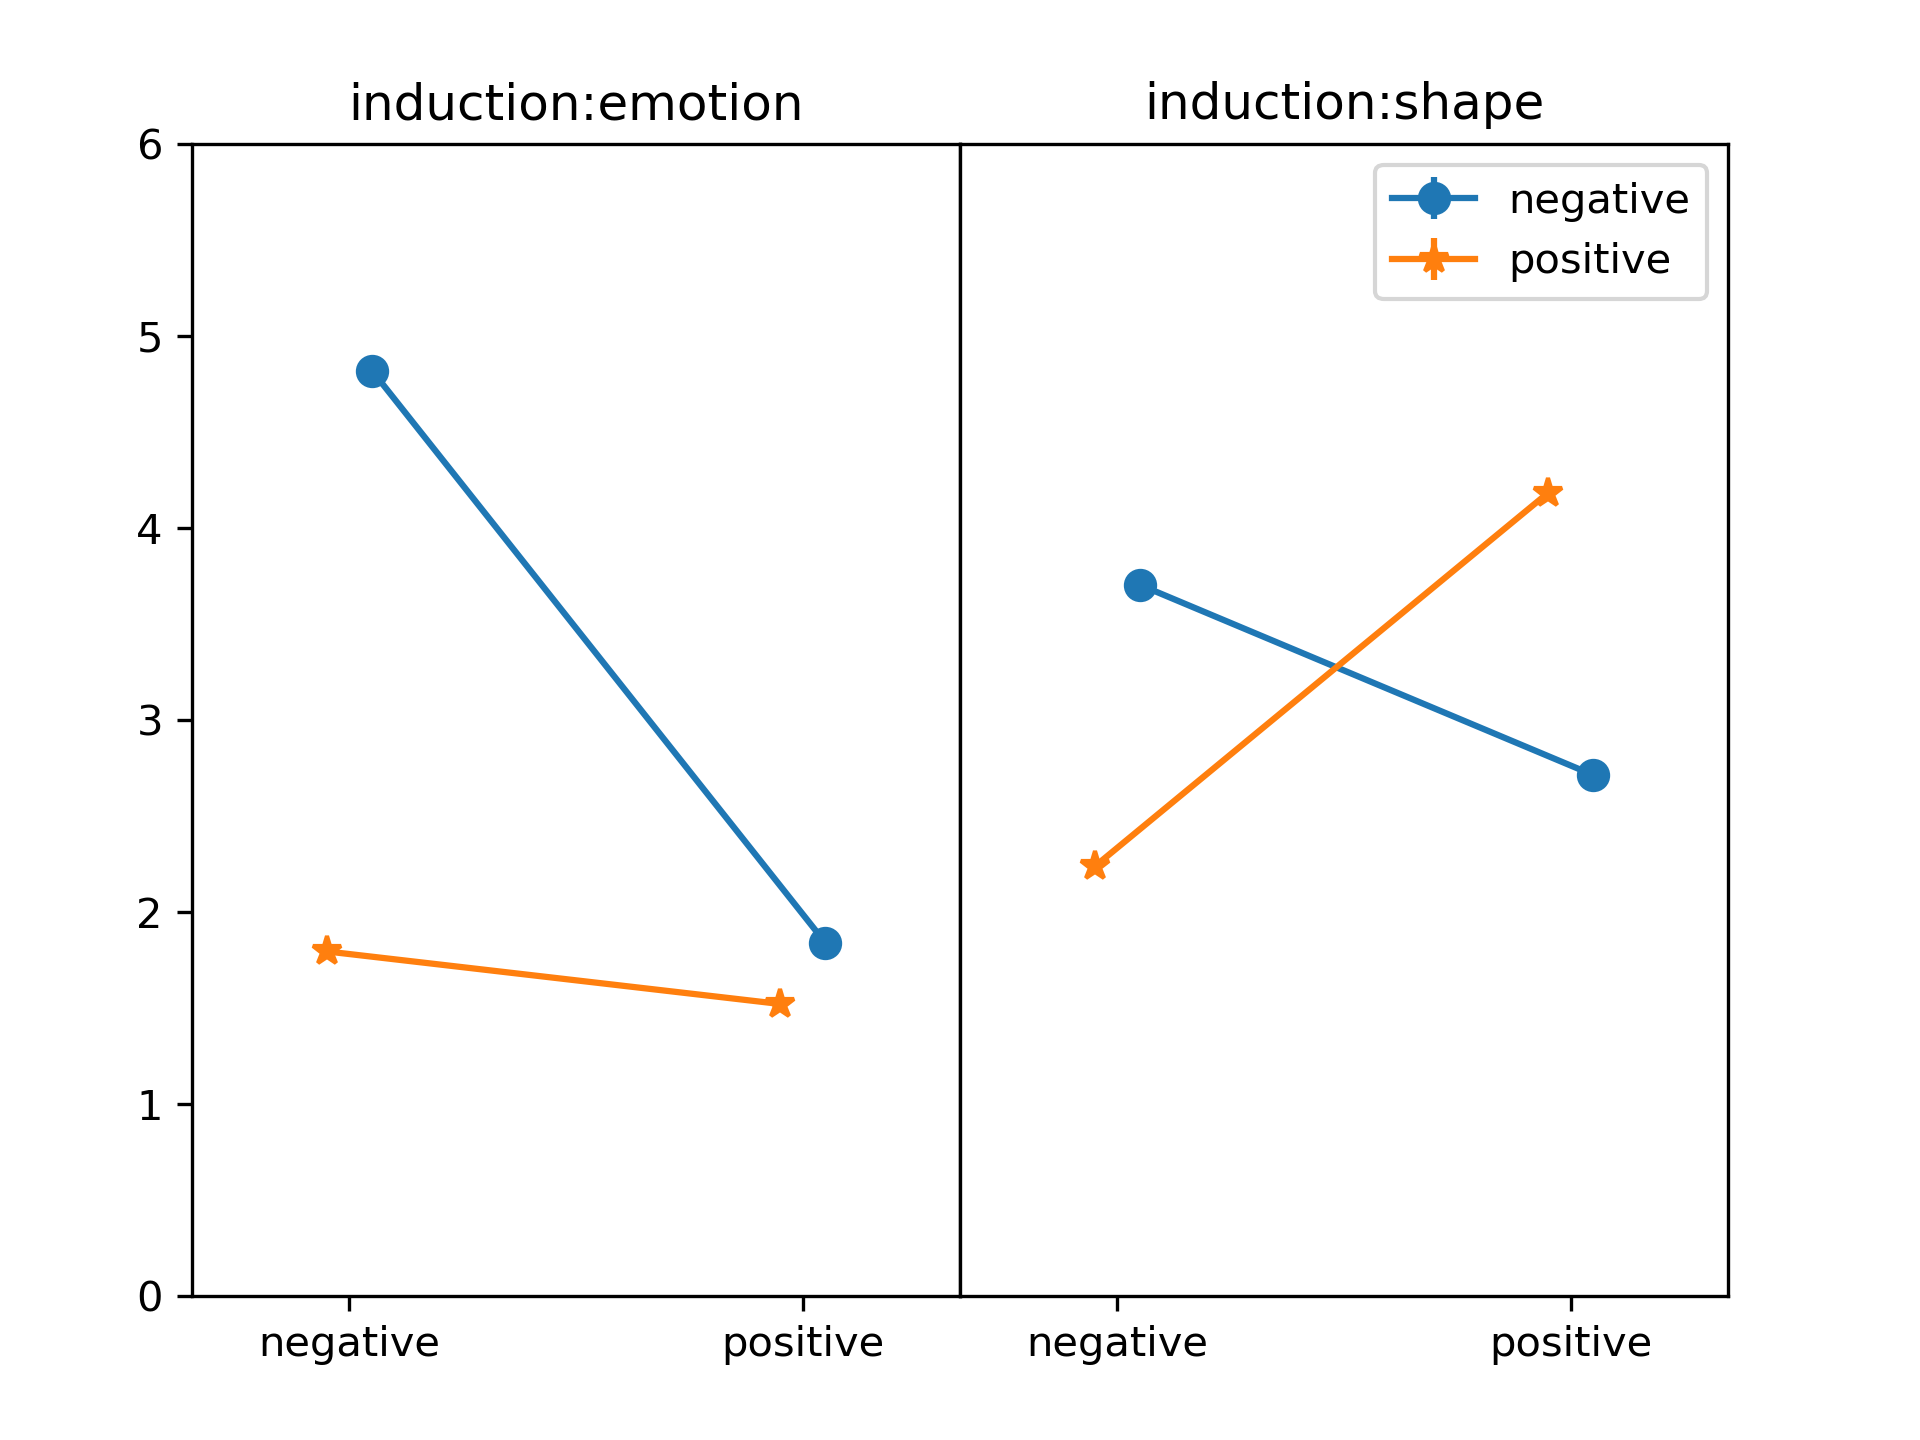 induction:emotion
induction:shape
6
5
4
3
2
1
0
negative
positive
negative
positive
negative
positive